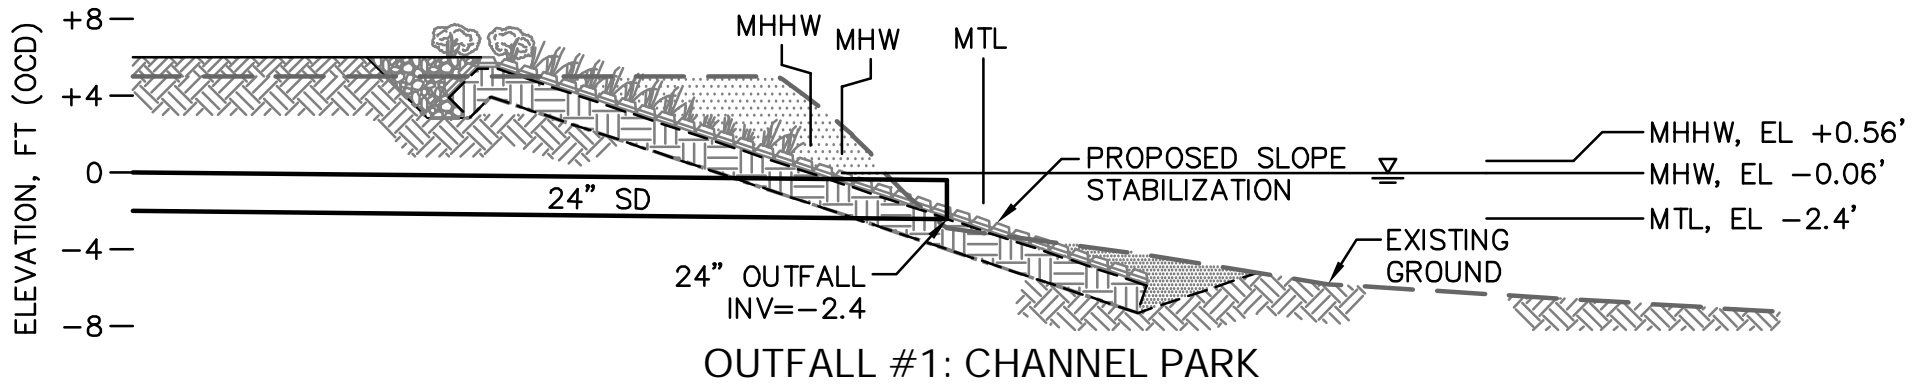 +8
+4
0
−4
−8
ELEVATION, FT (OCD)
MHHW
MHW
MTL
24” SD
PROPOSED SLOPE
STABILIZATION
MHHW, EL +0.56’
MHW, EL −0.06’
MTL, EL −2.4’
EXISTING
GROUND
24” OUTFALL
INV=−2.4
OUTFALL #1: CHANNEL PARK